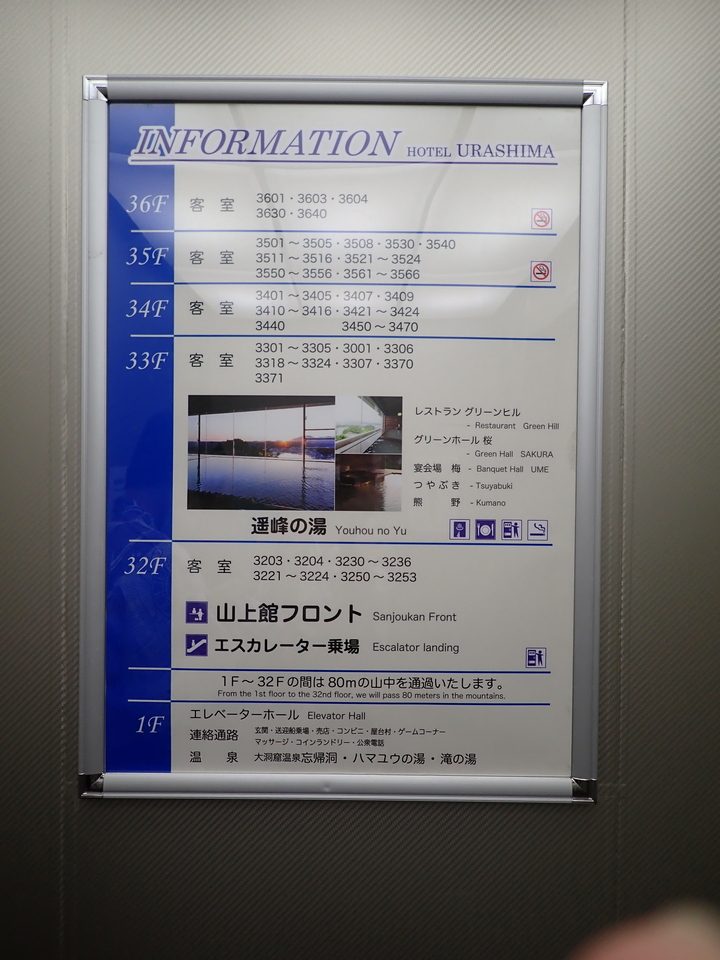 INFORMATION HOTEL URASHIMA
36F 客 室 3601・3603・3604
3630・3640
35F 客 室 3501～3505・3508・3530・3540
3511～3516・3521～3524
3550～3556・3561～3566
34F 客 室 3401～3405・3407・3409
3410～3416・3421～3424
3440 3450～3470
33F 客 室 3301～3305・3001・3306
3318～3324・3307・3370
3371
レストラン グリーンヒル
- Restaurant Green Hill
グリーンホール 桜
- Green Hall SAKURA
宴会場 梅 - Banquet Hall UME
つやぶき - Tsuyabuki
熊 野 - Kumano
遥峰の湯 Youhou no Yu
32F 客 室 3203・3204・3230～3236
3221～3224・3250～3253
山上館フロント Sanjoukan Front
エスカレーター乗場 Escalator landing
1F～32Fの間は80mの山中を通過いたします。
From the 1st floor to the 32nd floor, we will pass 80 meters in the mountains.
1F エレベーターホール Elevator Hall
連絡通路 玄関・送迎船乗場・売店・コンビニ・屋台村・ゲームコーナー
マッサージ・コインランドリー・公衆電話
温 泉 大洞窟温泉忘帰洞・ハマユウの湯・滝の湯